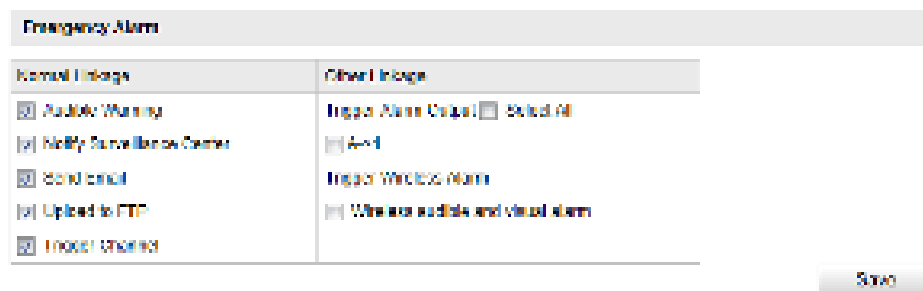 Emergency Alarm
Normal Linkage
Other Linkage
Audible Warning
Trigger Alarm Output Select All
Notify Surveillance Center
A->1
Send Email
Trigger Wireless Alarm
Upload to FTP
Wireless audible and visual alarm
Trigger Channel
Save